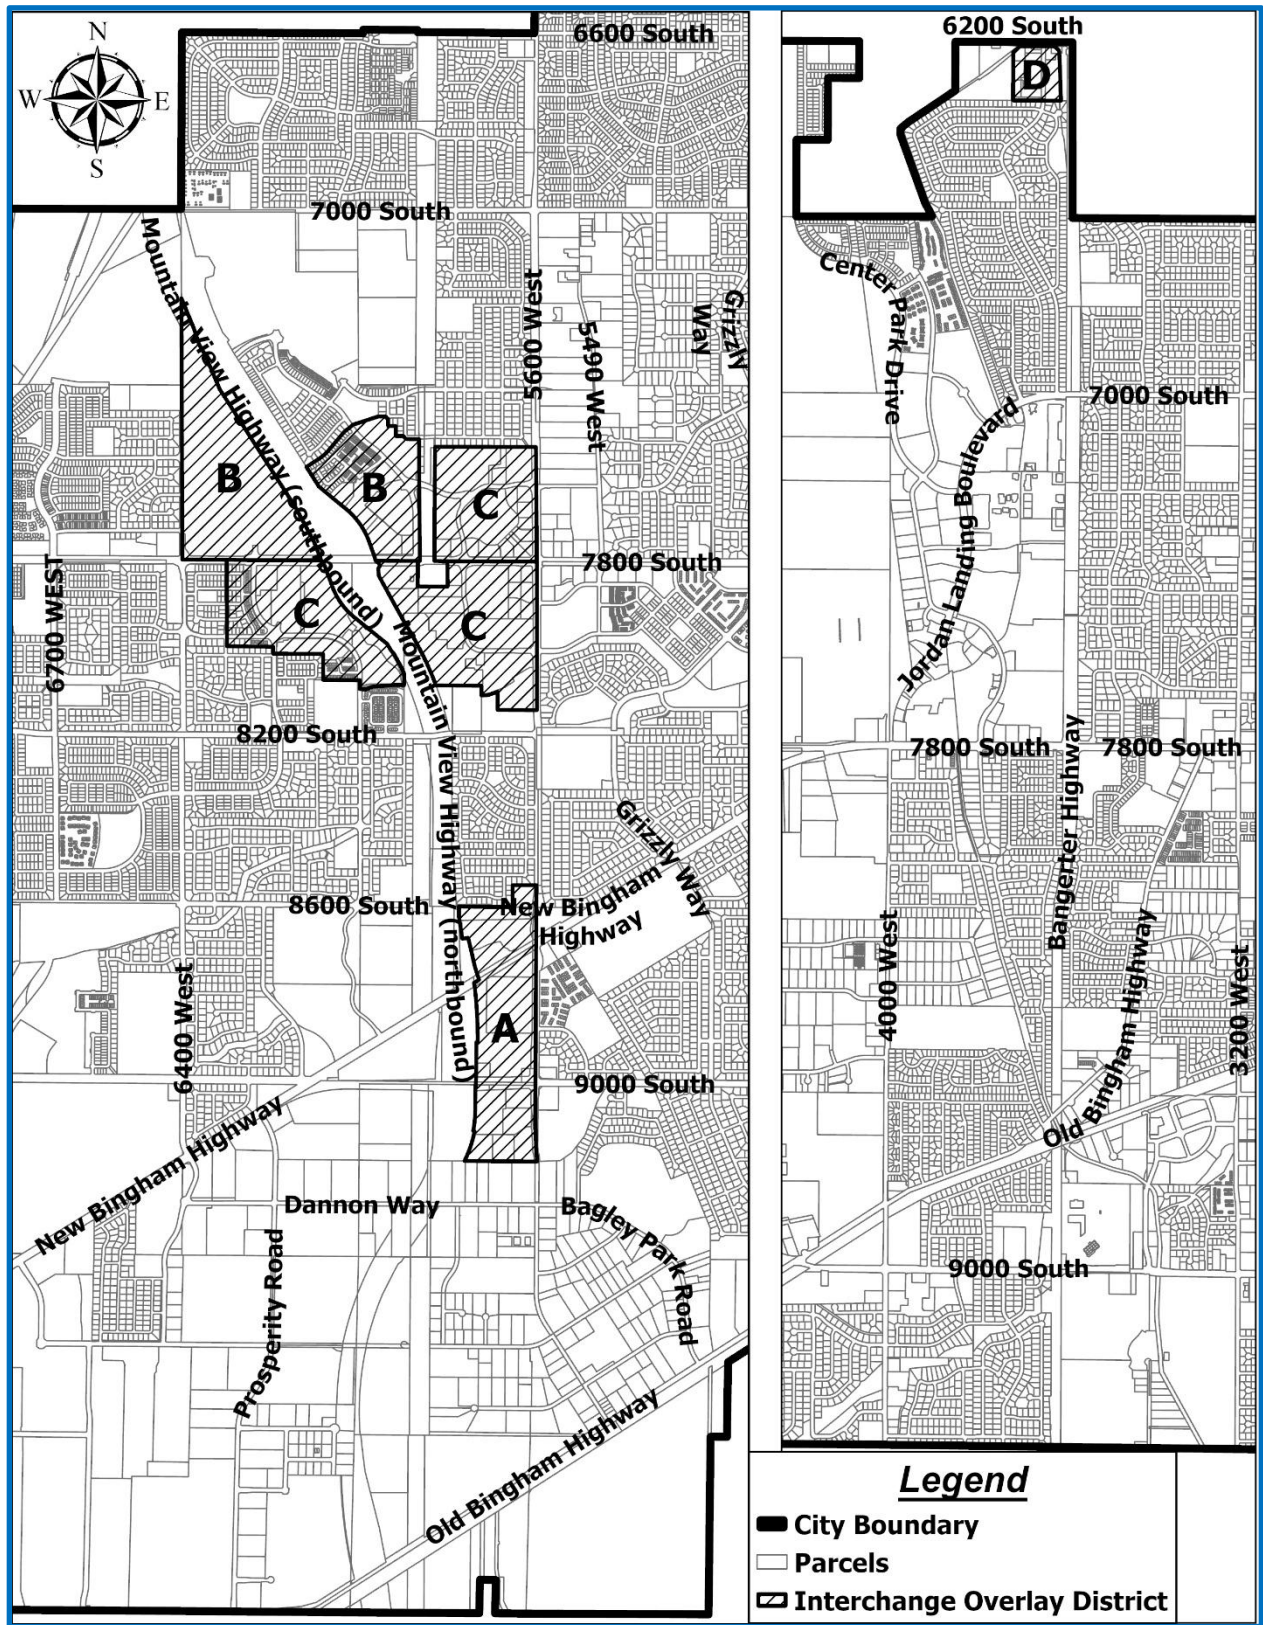 N
W
E
S
6600 South
7000 South
Mountain View Highway (southbound)
5600 West
5490 West
Grizzly
Way
B
B
C
7800 South
6700 WEST
C
C
Mountain View Highway (northbound)
8200 South
Grizzly Way
8600 South
New Bingham
Highway
6400 West
A
9000 South
New Bingham Highway
Dannon Way
Bagley Park Road
Prosperity Road
Old Bingham Highway
6200 South
D
Center Park Drive
7000 South
Jordan Landing Boulevard
7800 South
7800 South
Bangerter Highway
4000 West
Old Bingham Highway
3200 West
9000 South
Legend
City Boundary
Parcels
Interchange Overlay District